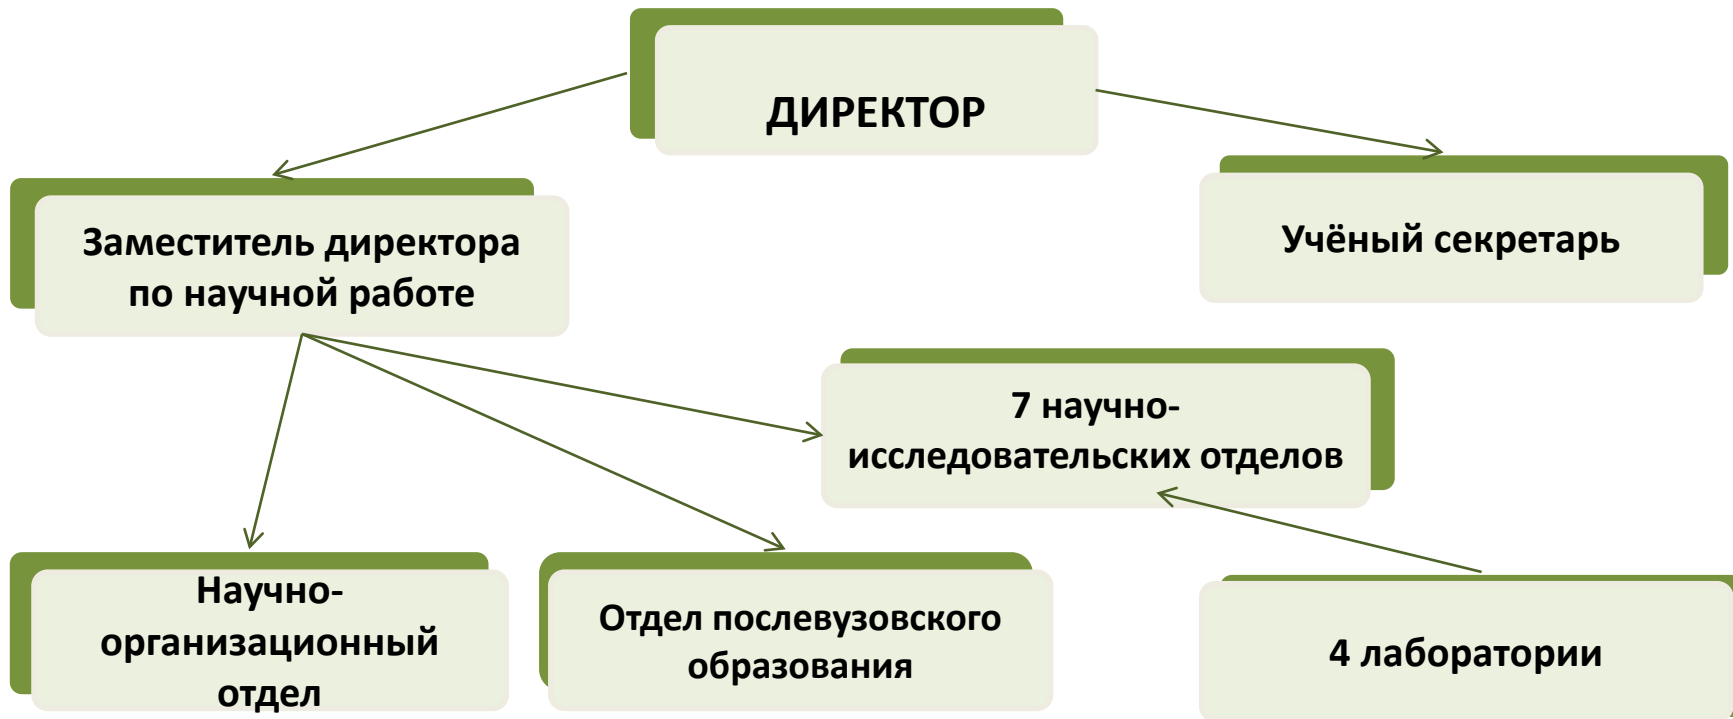 ДИРЕКТОР
Заместитель директора
по научной работе
Учёный секретарь
7 научно-
исследовательских отделов
Научно-
организационный
отдел
Отдел послевузовского
образования
4 лаборатории